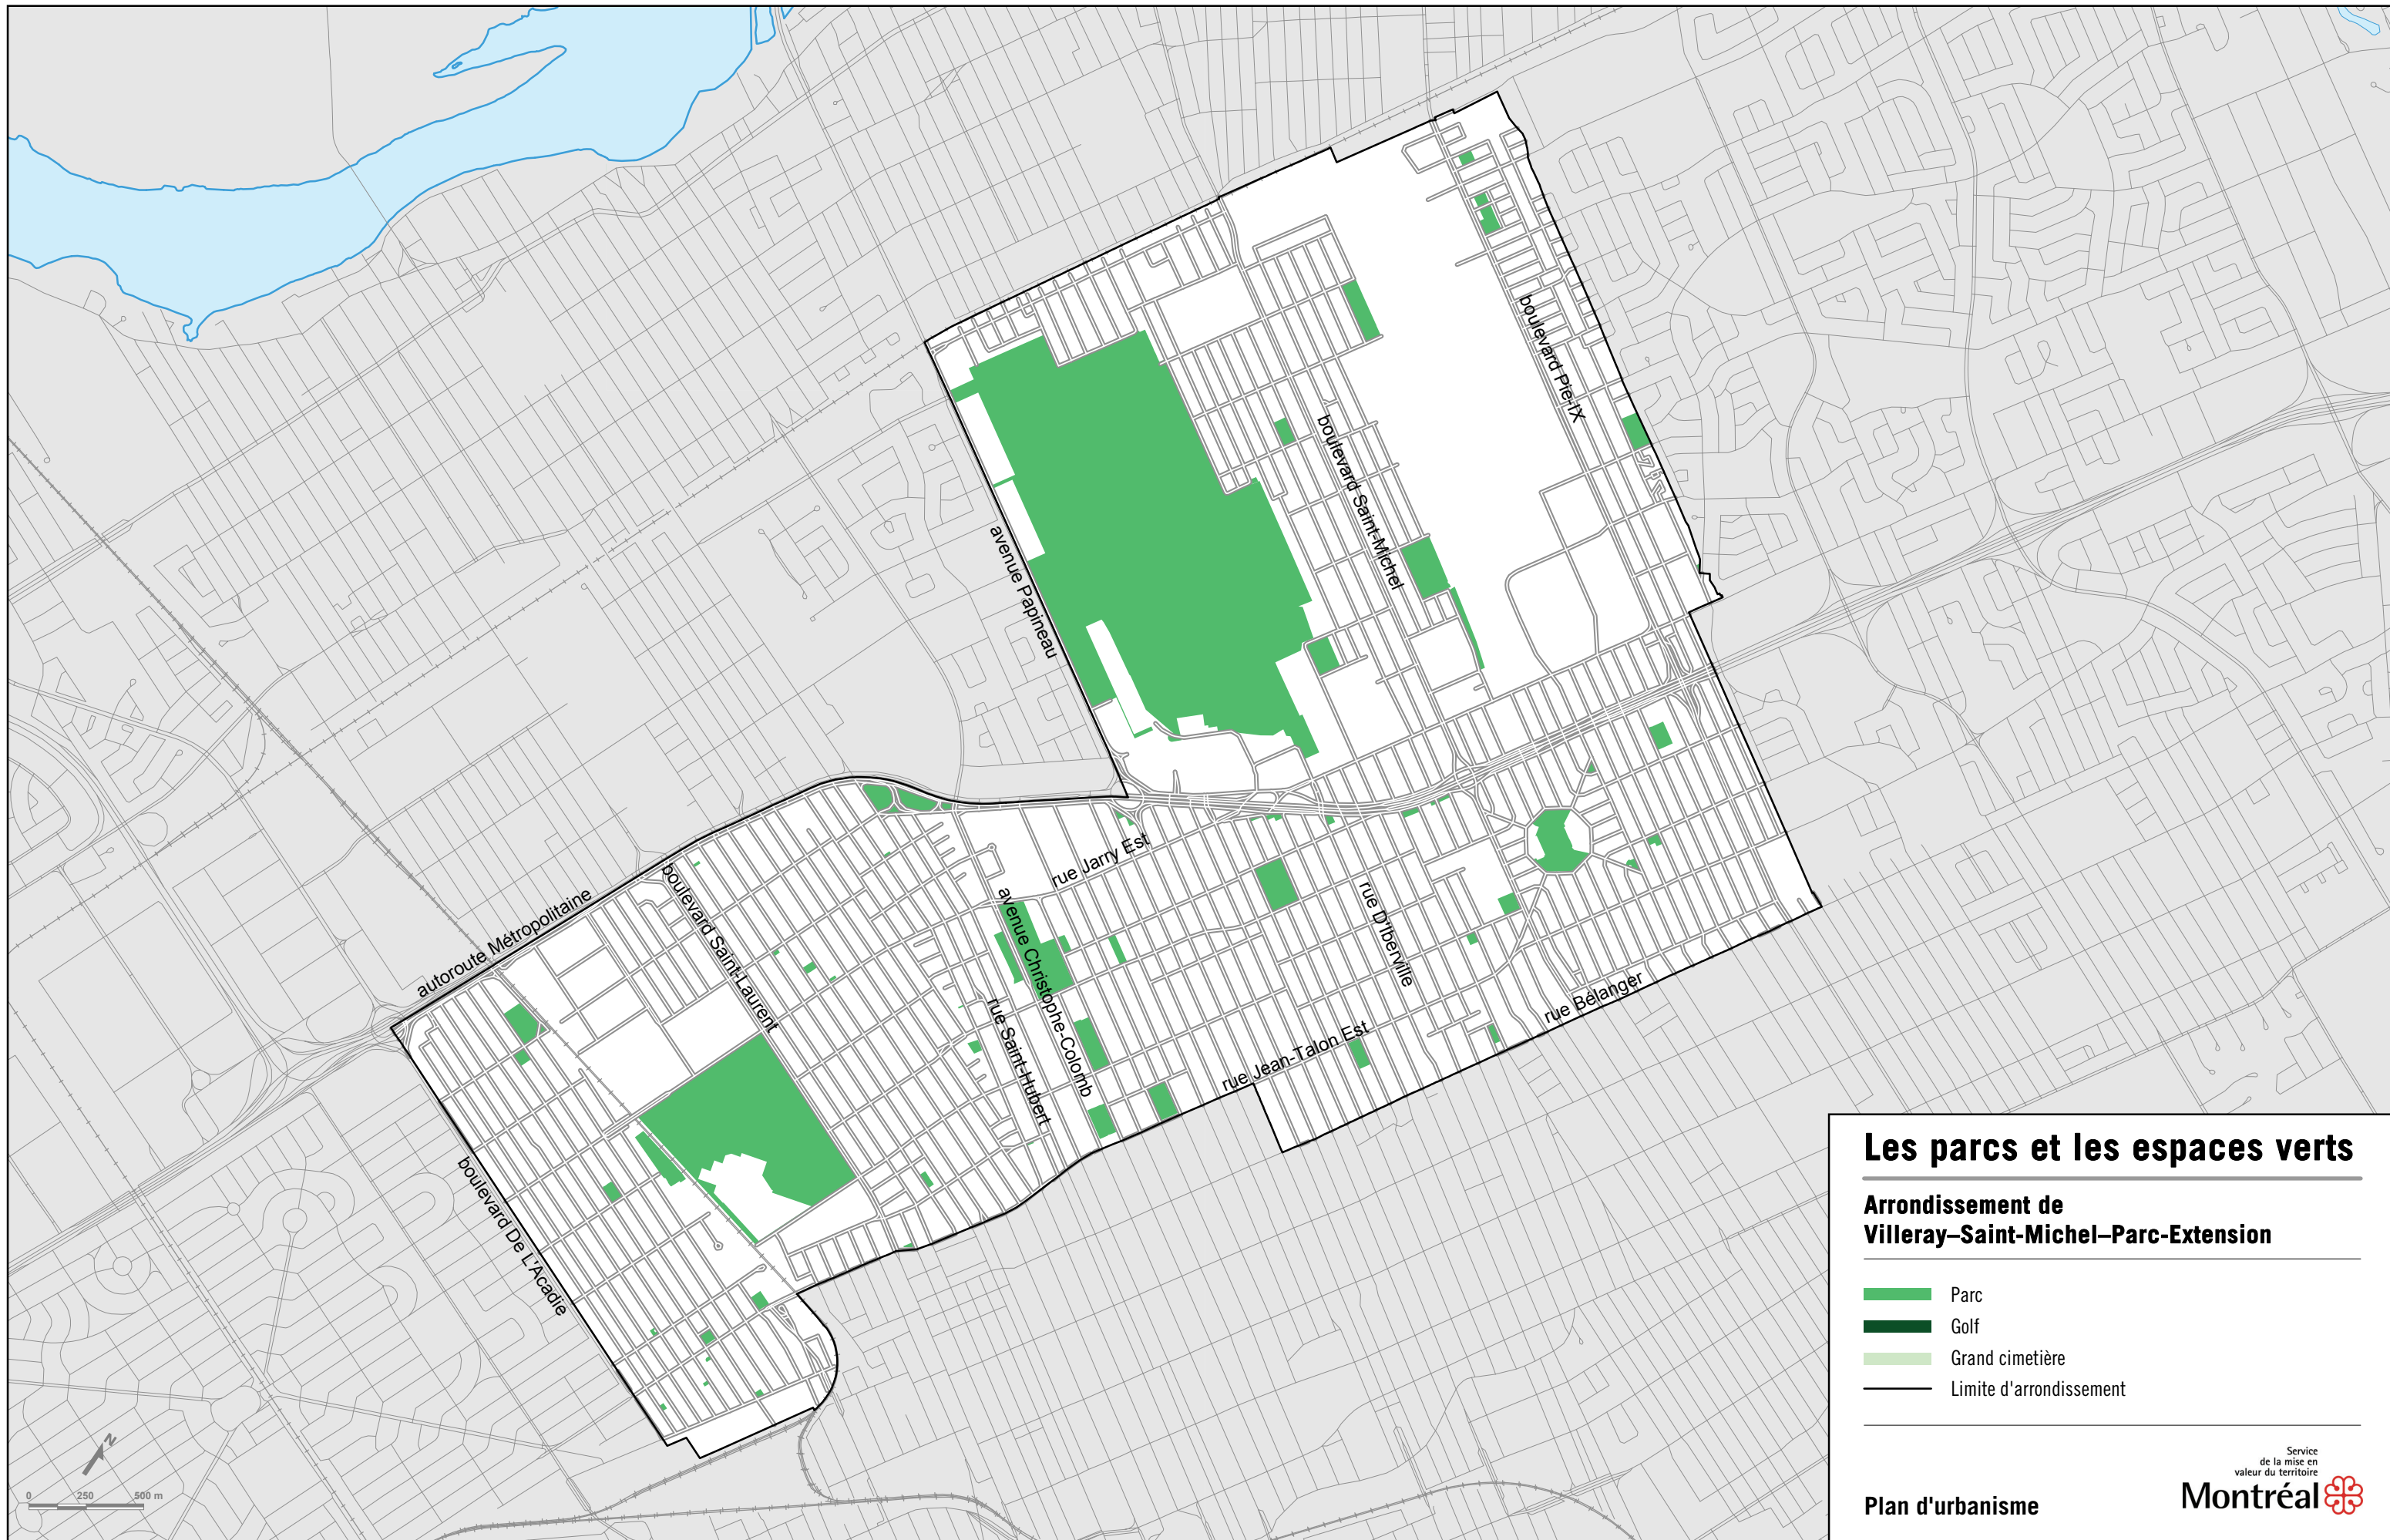 boulevard Pie-IX
boulevard Saint-Michel
avenue Papineau
rue Jarry Est
autoroute Métropolitaine
boulevard Saint-Laurent
avenue Christophe-Colomb
rue D'Iberville
rue Saint-Hubert
rue Bélanger
rue Jean-Talon Est
boulevard De L'Acadie
N
0 250 500 m
Les parcs et les espaces verts
Arrondissement de
Villeray–Saint-Michel–Parc-Extension
Parc
Golf
Grand cimetière
Limite d'arrondissement
Service
de la mise en
valeur du territoire
Montréal
Plan d'urbanisme